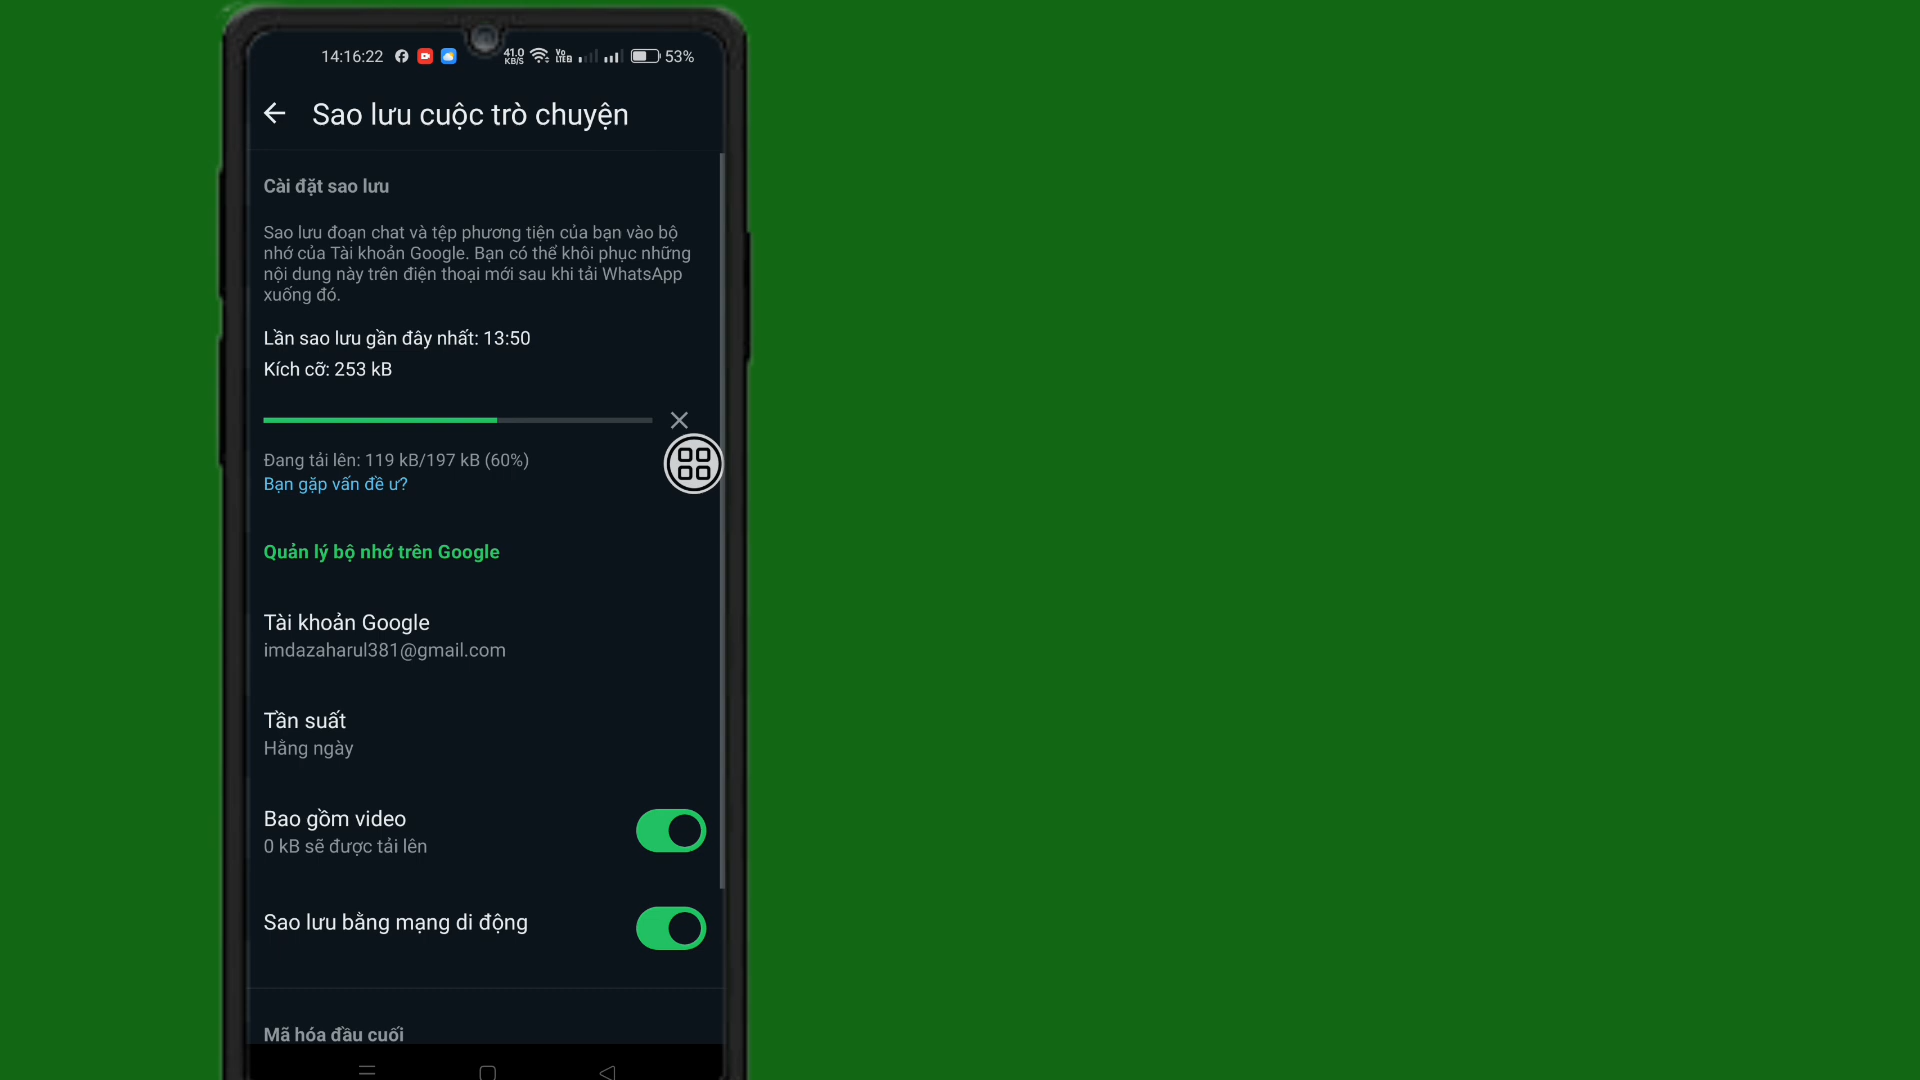 14:16:22 41.0 KB/S Vo LTE 53%
Sao lưu cuộc trò chuyện
Cài đặt sao lưu
Sao lưu đoạn chat và tệp phương tiện của bạn vào bộ
nhớ của Tài khoản Google. Bạn có thể khôi phục những
nội dung này trên điện thoại mới sau khi tải WhatsApp
xuống đó.
Lần sao lưu gần đây nhất: 13:50
Kích cỡ: 253 kB
Đang tải lên: 119 kB/197 kB (60%)
Bạn gặp vấn đề ư?
Quản lý bộ nhớ trên Google
Tài khoản Google
imdazaharul381@gmail.com
Tần suất
Hằng ngày
Bao gồm video
0 kB sẽ được tải lên
Sao lưu bằng mạng di động
Mã hóa đầu cuối